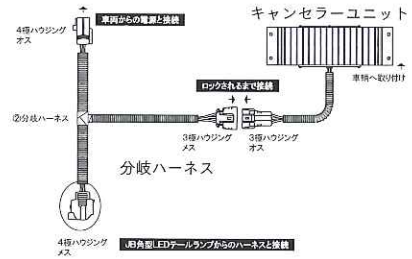 車両からの電源と接続
4極ハウジング
オス
キャンセラーユニット
ロックされるまで接続
車輌へ取り付け
②分岐ハーネス
3極ハウジング
メス
3極ハウジング
オス
分岐ハーネス
4極ハウジング
メス
JB角型LEDテールランプからのハーネスと接続